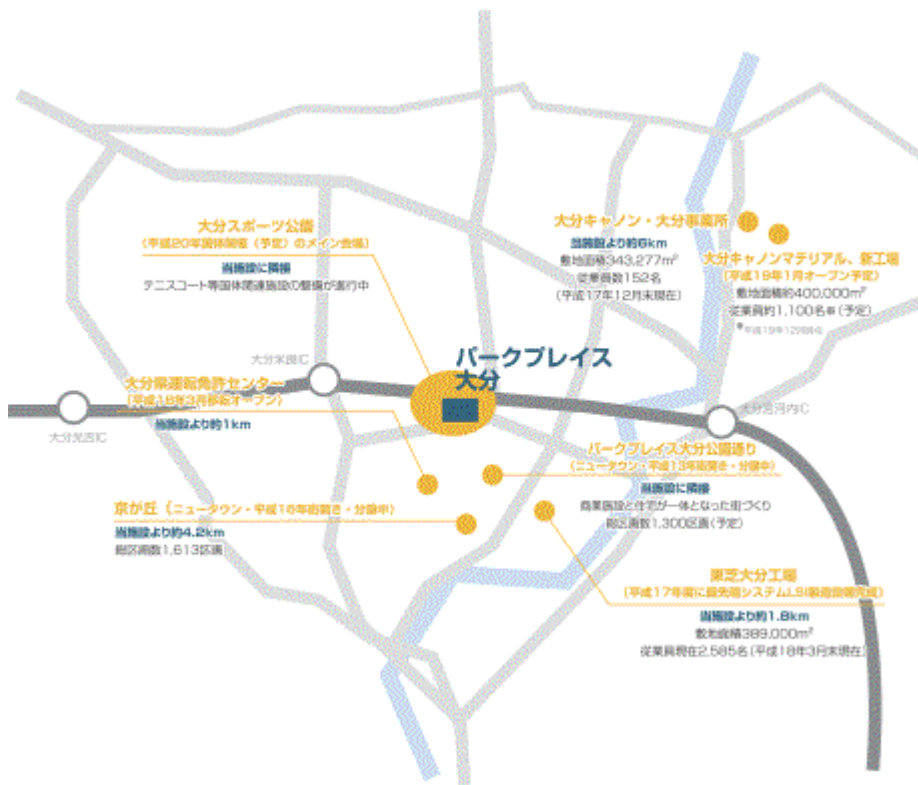 大分スポーツ公園
(平成20年国体開催(予定)のメイン会場)
当施設に隣接
テニスコート等国体関連施設の整備が進行中
大分キヤノン・大分事業所
当施設より約6km
敷地面積343,277m²
従業員数152名
(平成17年12月末現在)
大分キヤノンマテリアル、新工場
(平成19年1月オープン予定)
敷地面積約400,000m²
従業員約1,100名※(予定)
大分米良IC
パークプレイス
大分
大分県運転免許センター
(平成18年3月移転オープン)
当施設より約1km
大分光吉IC
大分宮河内IC
パークプレイス大分公園通り
(ニュータウン・平成13年街開き・分譲中)
当施設に隣接
商業施設と住宅が一体となった街づくり
総区画数1,300区画(予定)
京が丘(ニュータウン・平成16年街開き・分譲中)
当施設より約4.2km
総区画数1,613区画
東芝大分工場
当施設より約1.8km
敷地面積389,000m²
従業員現在2,585名(平成18年3月末現在)